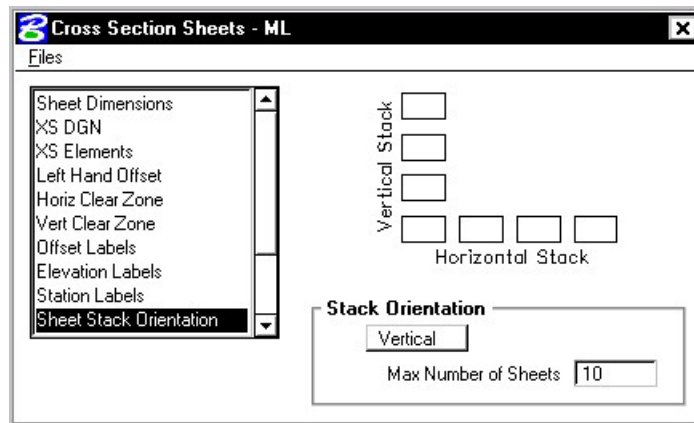 Cross Section Sheets - ML
Files
Sheet Dimensions
XS DGN
XS Elements
Left Hand Offset
Horiz Clear Zone
Vert Clear Zone
Offset Labels
Elevation Labels
Station Labels
Sheet Stack Orientation
Vertical Stack
Horizontal Stack
Stack Orientation
Vertical
Max Number of Sheets 10